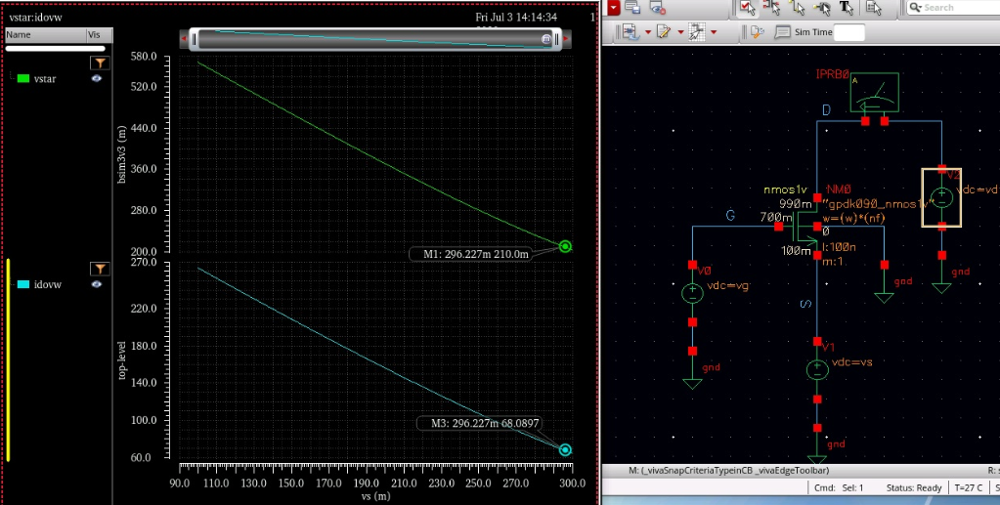 vstar:idovw
Fri Jul 3 14:14:34
1
Name
Vis
vstar
idovw
580.0
520.0
440.0
360.0
280.0
200.0
bsim3v3 (m)
M1: 296.227m 210.0m
270.0
220.0
180.0
140.0
100.0
60.0
top-level
M3: 296.227m 68.0897
90.0
110.0
130.0
150.0
170.0
190.0
210.0
230.0
250.0
270.0
300.0
vs (m)
Search
Sim Time
IPRB0
A
D
V2
vdc=vd
nmos1v
NM0
990m
"gpdk090_nmos1v"
700m
w=(w)*(nf)
G
0
100m
l:100n
m:1
gnd
gnd
V0
vdc=vg
S
gnd
V1
vdc=vs
gnd
M: (_vivaSnapCriteriaTypeinCB _vivaEdgeToolbar)
R: s
Cmd: Sel: 1
Status: Ready
T=27 C
S